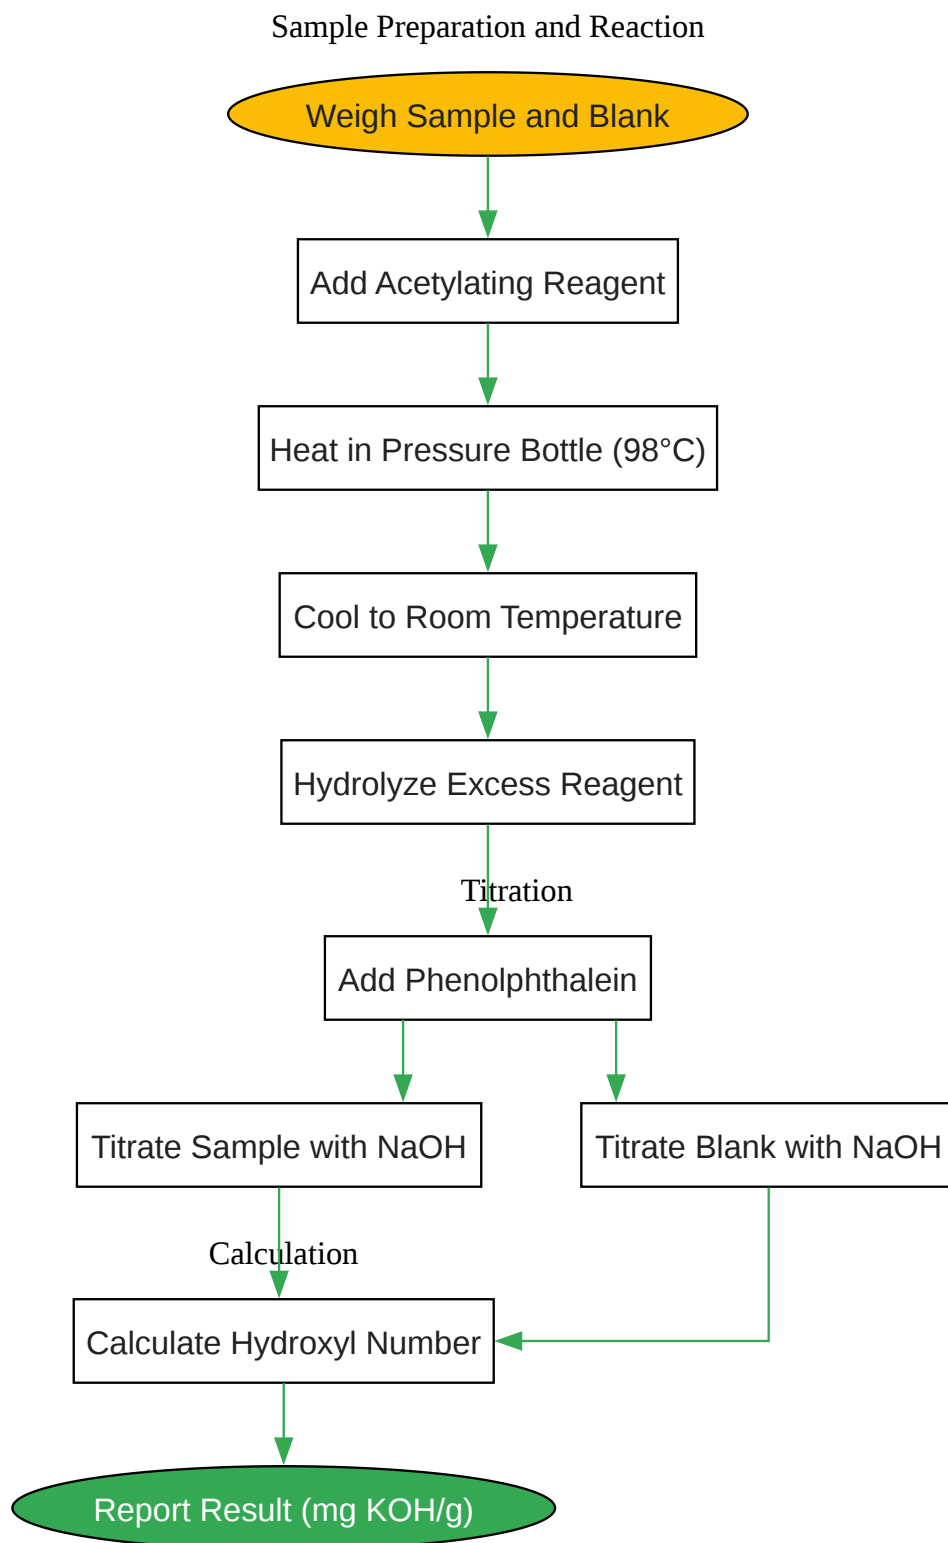 Sample Preparation and Reaction
Weigh Sample and Blank
Add Acetylating Reagent
Heat in Pressure Bottle (98°C)
Cool to Room Temperature
Hydrolyze Excess Reagent
Titration
Add Phenolphthalein
Titrate Sample with NaOH
Titrate Blank with NaOH
Calculation
Calculate Hydroxyl Number
Report Result (mg KOH/g)